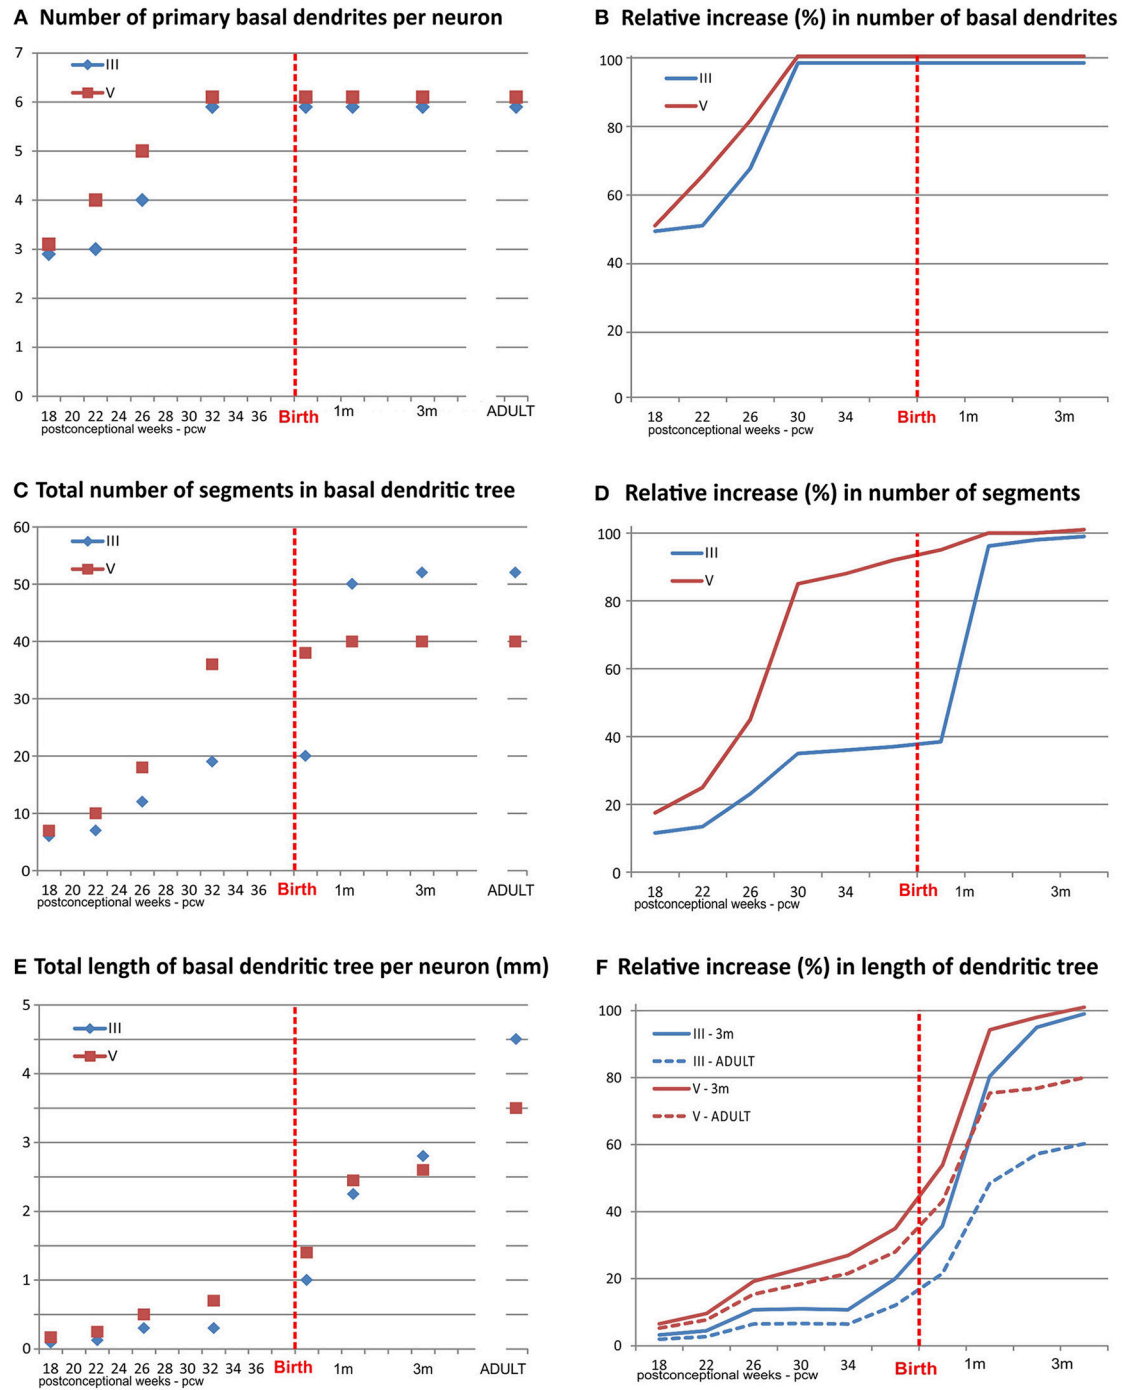 A Number of primary basal dendrites per neuron
7
6
5
4
3
2
1
0
III
V
18 20 22 24 26 28 30 32 34 36 Birth 1m 3m ADULT
postconceptional weeks - pcw
B Relative increase (%) in number of basal dendrites
100
80
60
40
20
0
III
V
18 22 26 30 34 Birth 1m 3m
postconceptional weeks - pcw
C Total number of segments in basal dendritic tree
60
50
40
30
20
10
0
III
V
18 20 22 24 26 28 30 32 34 36 Birth 1m 3m ADULT
postconceptional weeks - pcw
D Relative increase (%) in number of segments
100
80
60
40
20
0
III
V
18 22 26 30 34 Birth 1m 3m
postconceptional weeks - pcw
E Total length of basal dendritic tree per neuron (mm)
5
4
3
2
1
0
III
V
18 20 22 24 26 28 30 32 34 36 Birth 1m 3m ADULT
postconceptional weeks - pcw
F Relative increase (%) in length of dendritic tree
100
80
60
40
20
0
III - 3m
III - ADULT
V - 3m
V - ADULT
18 22 26 30 34 Birth 1m 3m
postconceptional weeks - pcw